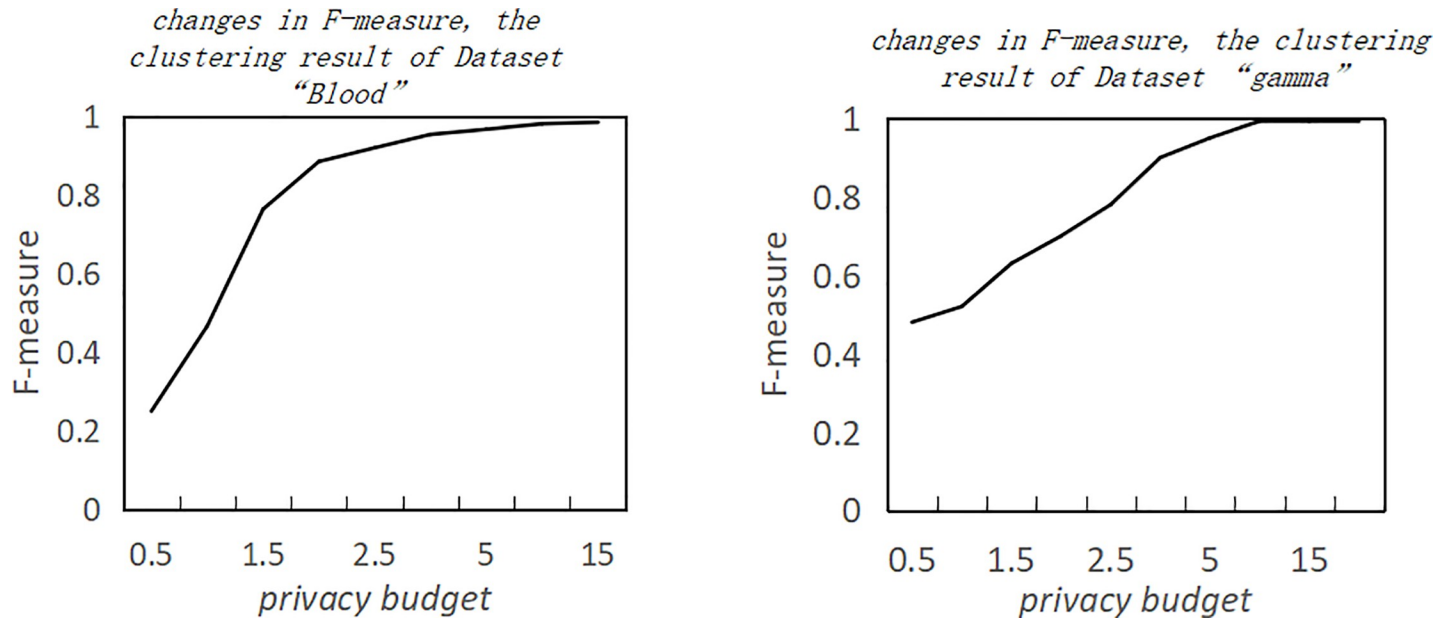 changes in F-measure, the
clustering result of Dataset
“Blood”
1
0.8
0.6
0.4
0.2
0
F-measure
0.5 1.5 2.5 5 15
privacy budget
changes in F-measure, the clustering
result of Dataset “gamma”
1
0.8
0.6
0.4
0.2
0
F-measure
0.5 1.5 2.5 5 15
privacy budget